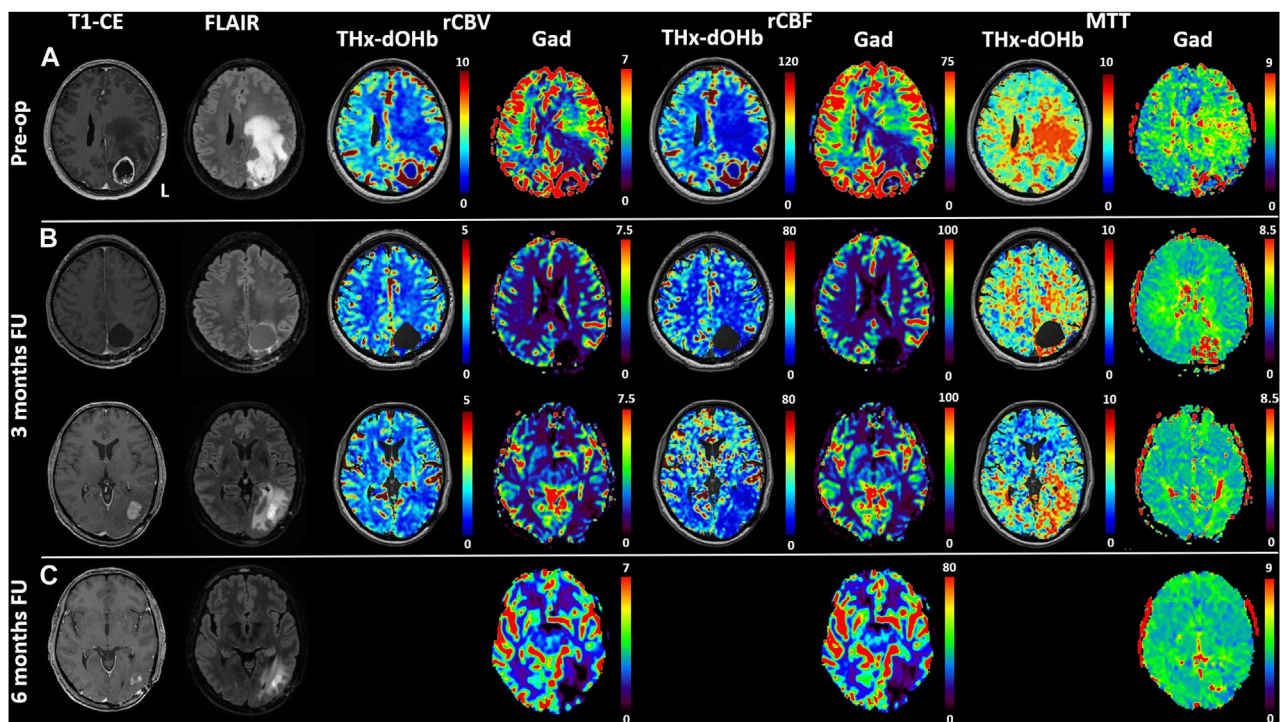 T1-CE FLAIR rCBV rCBF MTT
THx-dOHb Gad THx-dOHb Gad THx-dOHb Gad
A
Pre-op
L
10 7 120 75 10 9
0 0 0 0 0 0
B
3 months FU
5 7.5 80 100 10 8.5
0 0 0 0 0 0
5 7.5 80 100 10 8.5
0 0 0 0 0 0
C
6 months FU
7 80 9
0 0 0